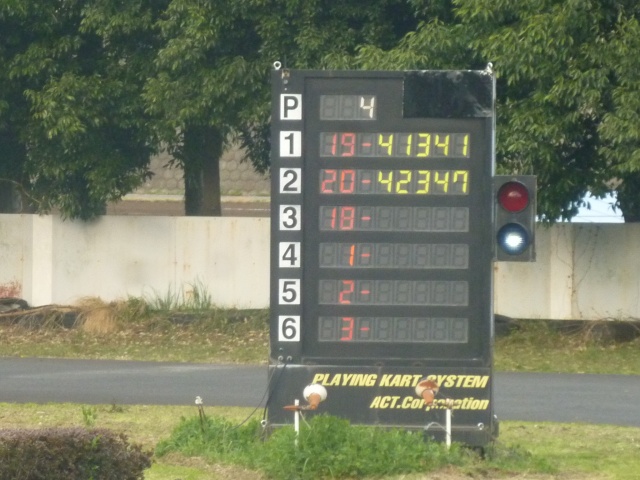 P 4
1 19-41341
2 20-42347
3 18-
4 1-
5 2-
6 3-
PLAYING KART SYSTEM
ACT.Corporation